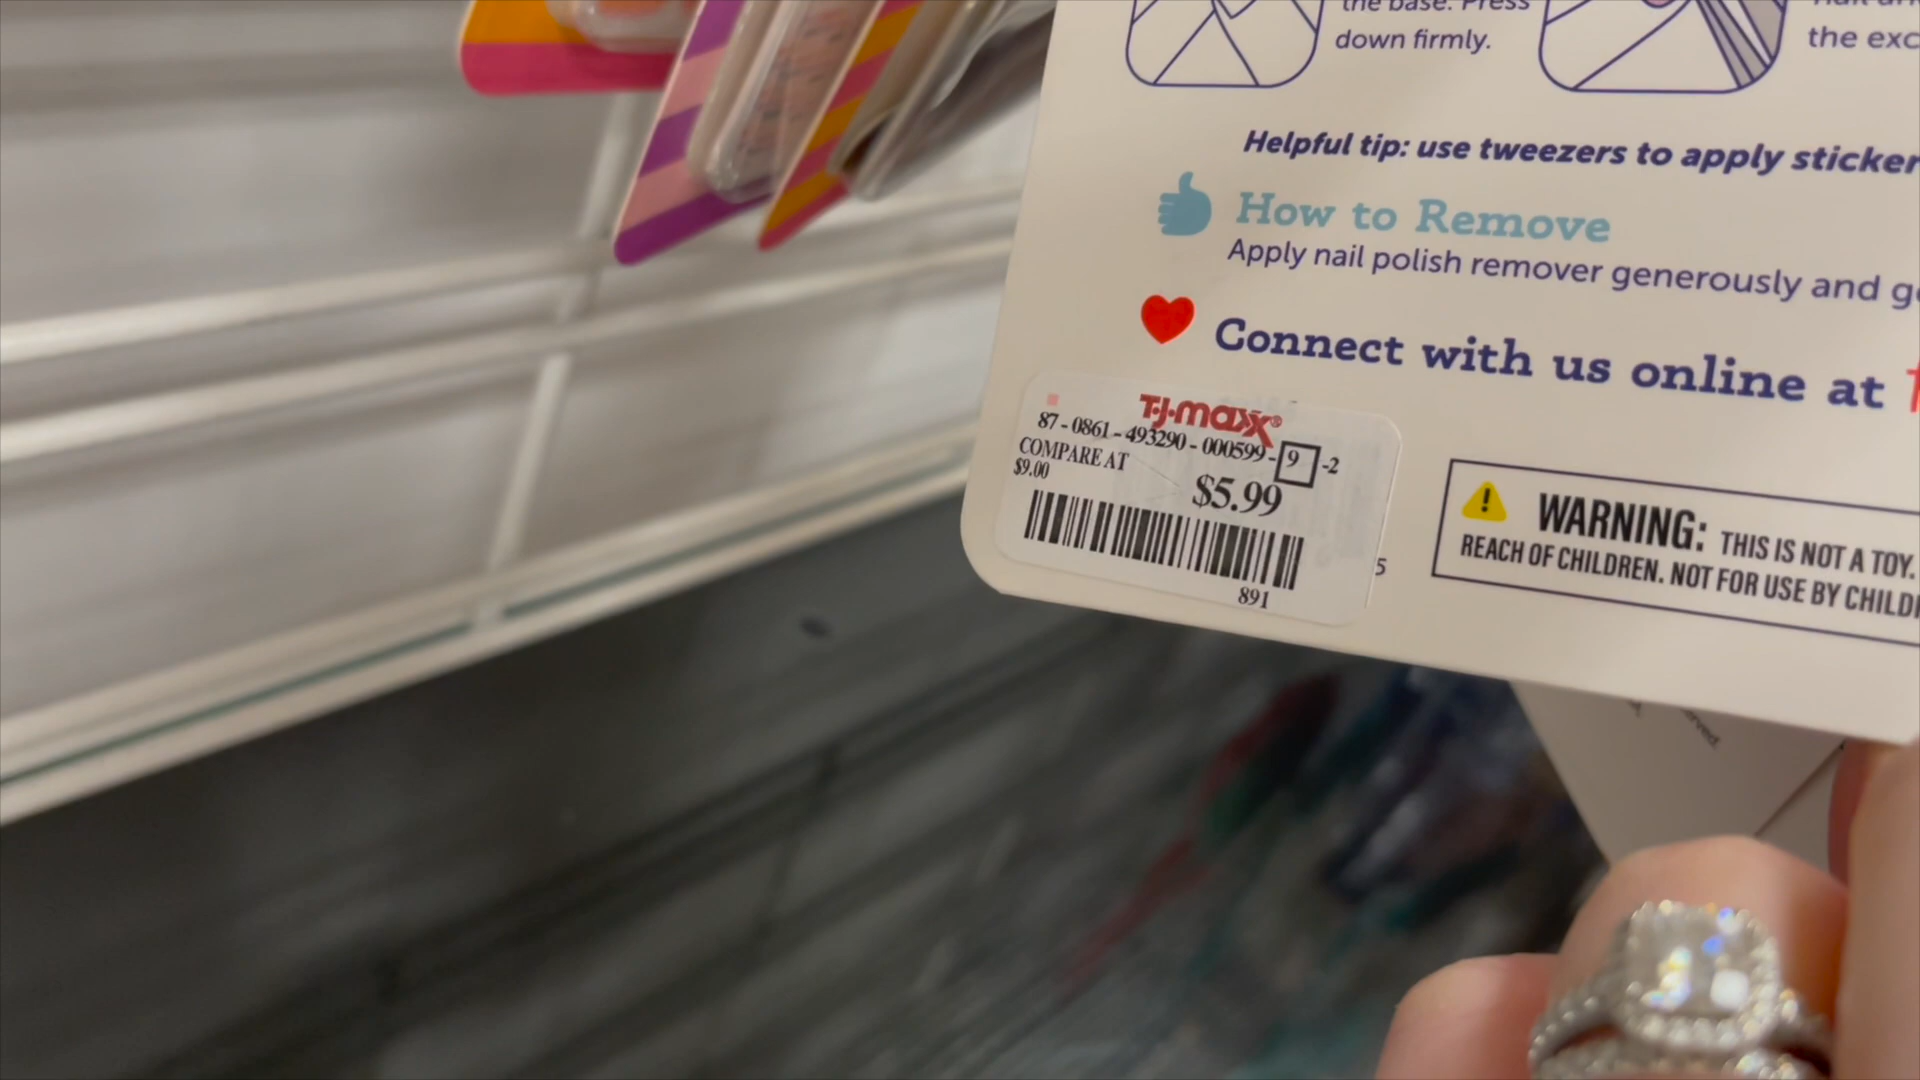 the base. Press
down firmly.
the exc
Helpful tip: use tweezers to apply sticker
How to Remove
Apply nail polish remover generously and g
Connect with us online at
T.J.maxx®
87-0861-493290-000599-9-2
COMPARE AT
$9.00
$5.99
891
5
WARNING: THIS IS NOT A TOY.
REACH OF CHILDREN. NOT FOR USE BY CHILD